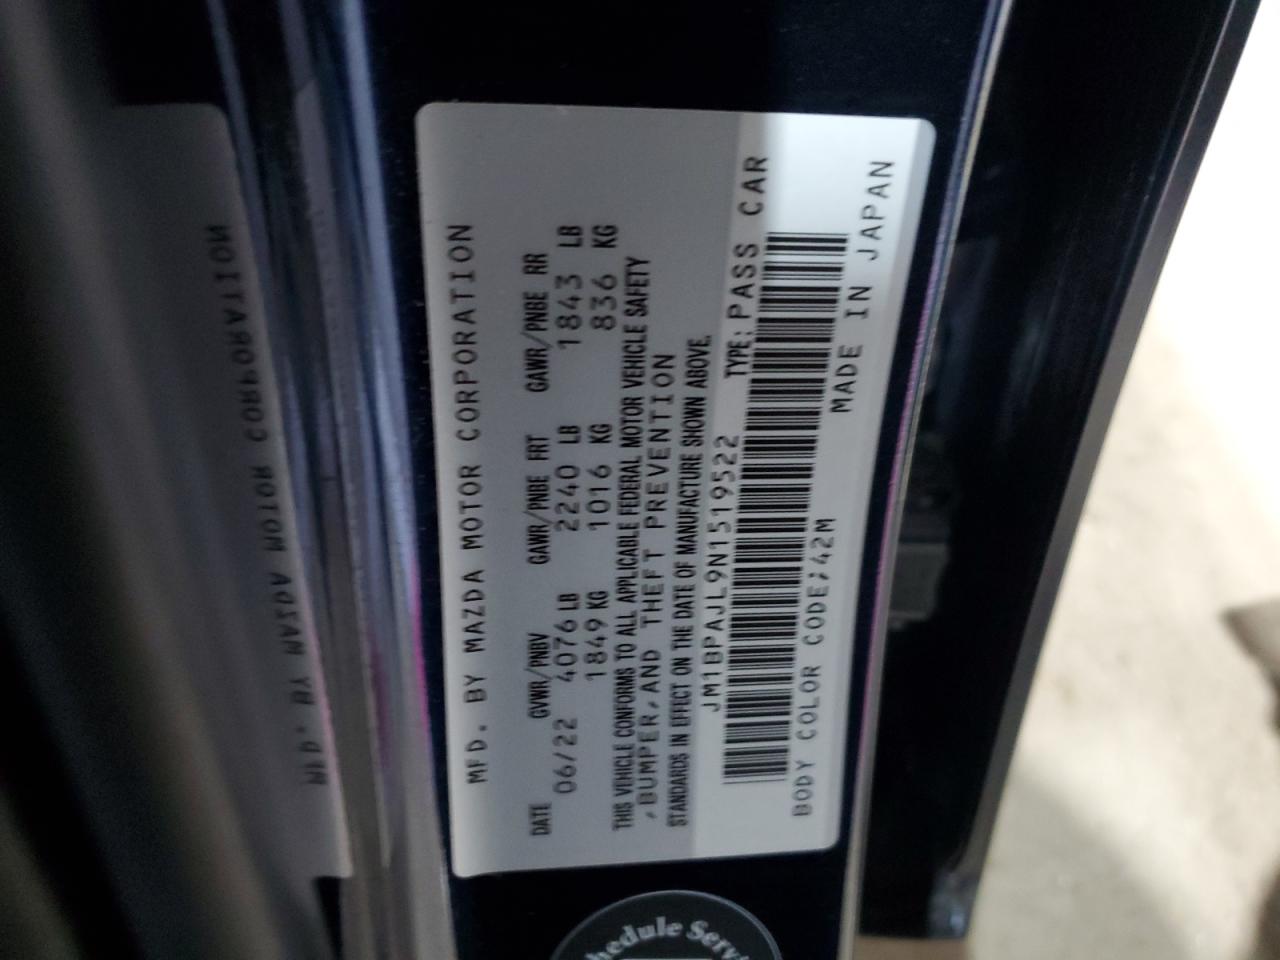 MFD. BY MAZDA MOTOR CORPORATION
DATE GVWR/PNBV GAWR/PNBE FRT GAWR/PNBE RR
06/22 4076 LB 2240 LB 1843 LB
1849 KG 1016 KG 836 KG
THIS VEHICLE CONFORMS TO ALL APPLICABLE FEDERAL MOTOR VEHICLE SAFETY
,BUMPER,AND THEFT PREVENTION
STANDARDS IN EFFECT ON THE DATE OF MANUFACTURE SHOWN ABOVE.
JM1BPAJL9N1519522 TYPE: PASS CAR
BODY COLOR CODE;42M MADE IN JAPAN
Schedule Servi
MFD. BY MAZDA MOTOR CORPORATION